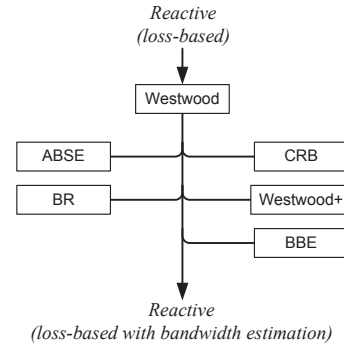 Reactive
(loss-based)
Westwood
ABSE
CRB
BR
Westwood+
BBE
Reactive
(loss-based with bandwidth estimation)